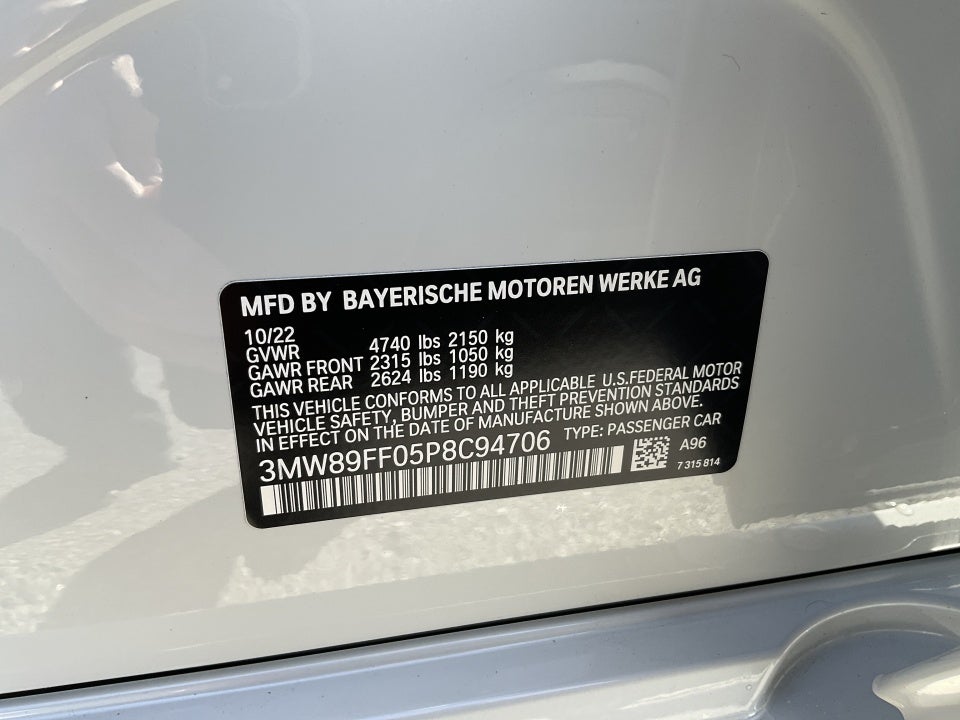 MFD BY BAYERISCHE MOTOREN WERKE AG
10/22
GVWR 4740 lbs 2150 kg
GAWR FRONT 2315 lbs 1050 kg
GAWR REAR 2624 lbs 1190 kg
THIS VEHICLE CONFORMS TO ALL APPLICABLE U.S.FEDERAL MOTOR
VEHICLE SAFETY, BUMPER AND THEFT PREVENTION STANDARDS
IN EFFECT ON THE DATE OF MANUFACTURE SHOWN ABOVE.
3MW89FF05P8C94706 TYPE: PASSENGER CAR
A96
7 315 814